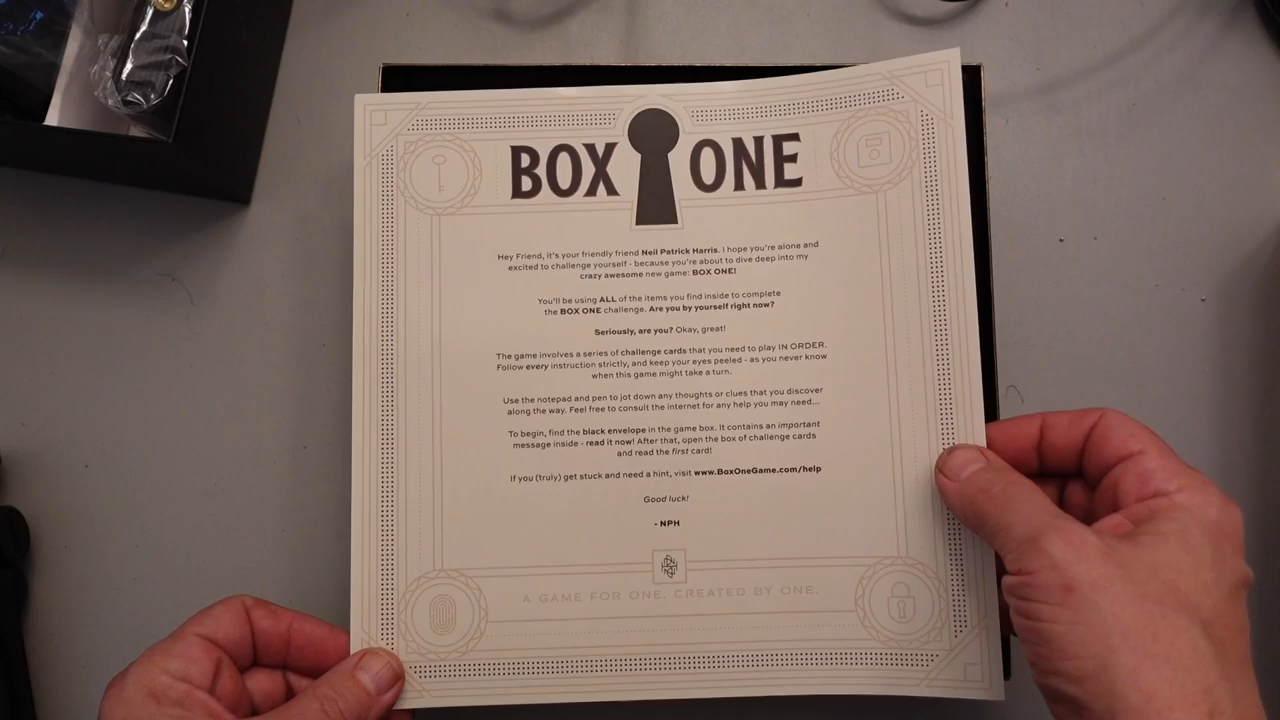 BOX ONE
Hey Friend, it's your friendly friend Neil Patrick Harris. I hope you're alone and
excited to challenge yourself - because you're about to dive deep into my
crazy awesome new game: BOX ONE!
You'll be using ALL of the items you find inside to complete
the BOX ONE challenge. Are you by yourself right now?
Seriously, are you? Okay, great!
The game involves a series of challenge cards that you need to play IN ORDER.
Follow every instruction strictly, and keep your eyes peeled - as you never know
when this game might take a turn.
Use the notepad and pen to jot down any thoughts or clues that you discover
along the way. Feel free to consult the internet for any help you may need...
To begin, find the black envelope in the game box. It contains an important
message inside - read it now! After that, open the box of challenge cards
and read the first card!
If you (truly) get stuck and need a hint, visit www.BoxOneGame.com/help
Good luck!
- NPH
A GAME FOR ONE. CREATED BY ONE.